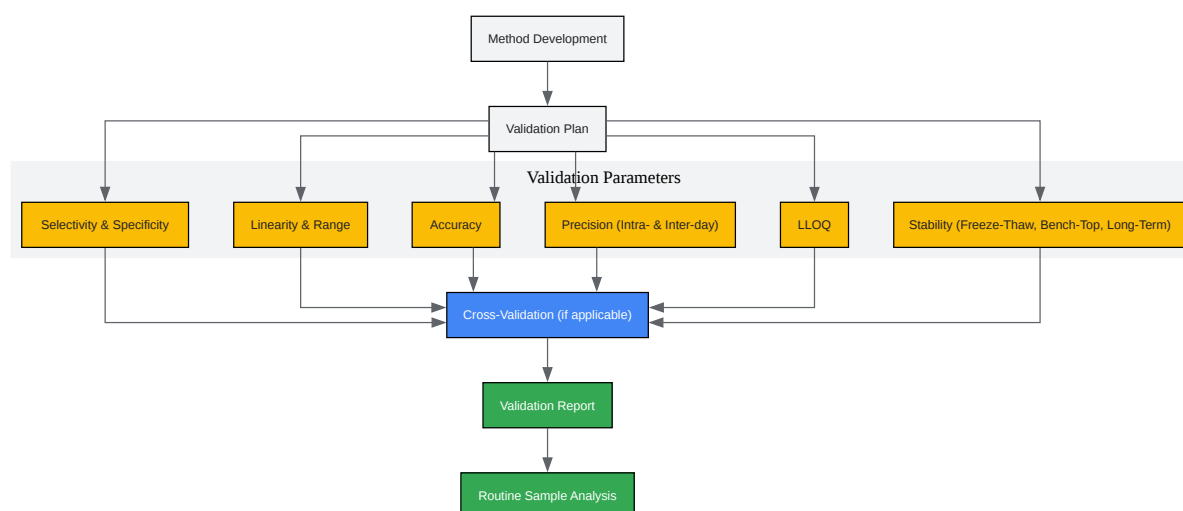 Method Development
Validation Plan
Validation Parameters
Selectivity & Specificity
Linearity & Range
Accuracy
Precision (Intra- & Inter-day)
LLOQ
Stability (Freeze-Thaw, Bench-Top, Long-Term)
Cross-Validation (if applicable)
Validation Report
Routine Sample Analysis